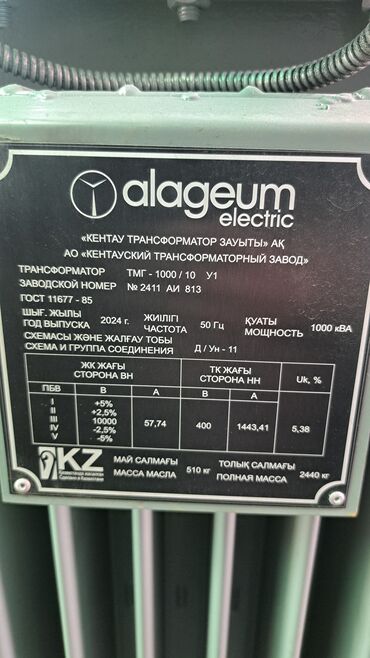 alageum
electric
«КЕНТАУ ТРАНСФОРМАТОР ЗАУЫТЫ» АҚ
АО «КЕНТАУСКИЙ ТРАНСФОРМАТОРНЫЙ ЗАВОД»
ТРАНСФОРМАТОР ТМГ - 1000 / 10 У1
ЗАВОДСКОЙ НОМЕР № 2411 АИ 813
ГОСТ 11677 - 85
ШЫҒ. ЖЫЛЫ ЖИІЛІГІ ҚУАТЫ
ГОД ВЫПУСКА 2024 г. ЧАСТОТА 50 Гц МОЩНОСТЬ 1000 кВА
СХЕМАСЫ ЖӘНЕ ЖАЛҒАУ ТОБЫ
СХЕМА И ГРУППА СОЕДИНЕНИЯ Д / Ун - 11
ЖК ЖАҒЫ ТК ЖАҒЫ
СТОРОНА ВН СТОРОНА НН Uk, %
ПБВ В А В А
I +5%
II +2,5%
III 10000 57,74 400 1443,41 5,38
IV -2,5%
V -5%
KZ
Қазақстанда жасалған
Сделано в Казахстане
МАЙ САЛМАҒЫ ТОЛЫҚ САЛМАҒЫ
МАССА МАСЛА 510 кг ПОЛНАЯ МАССА 2440 кг